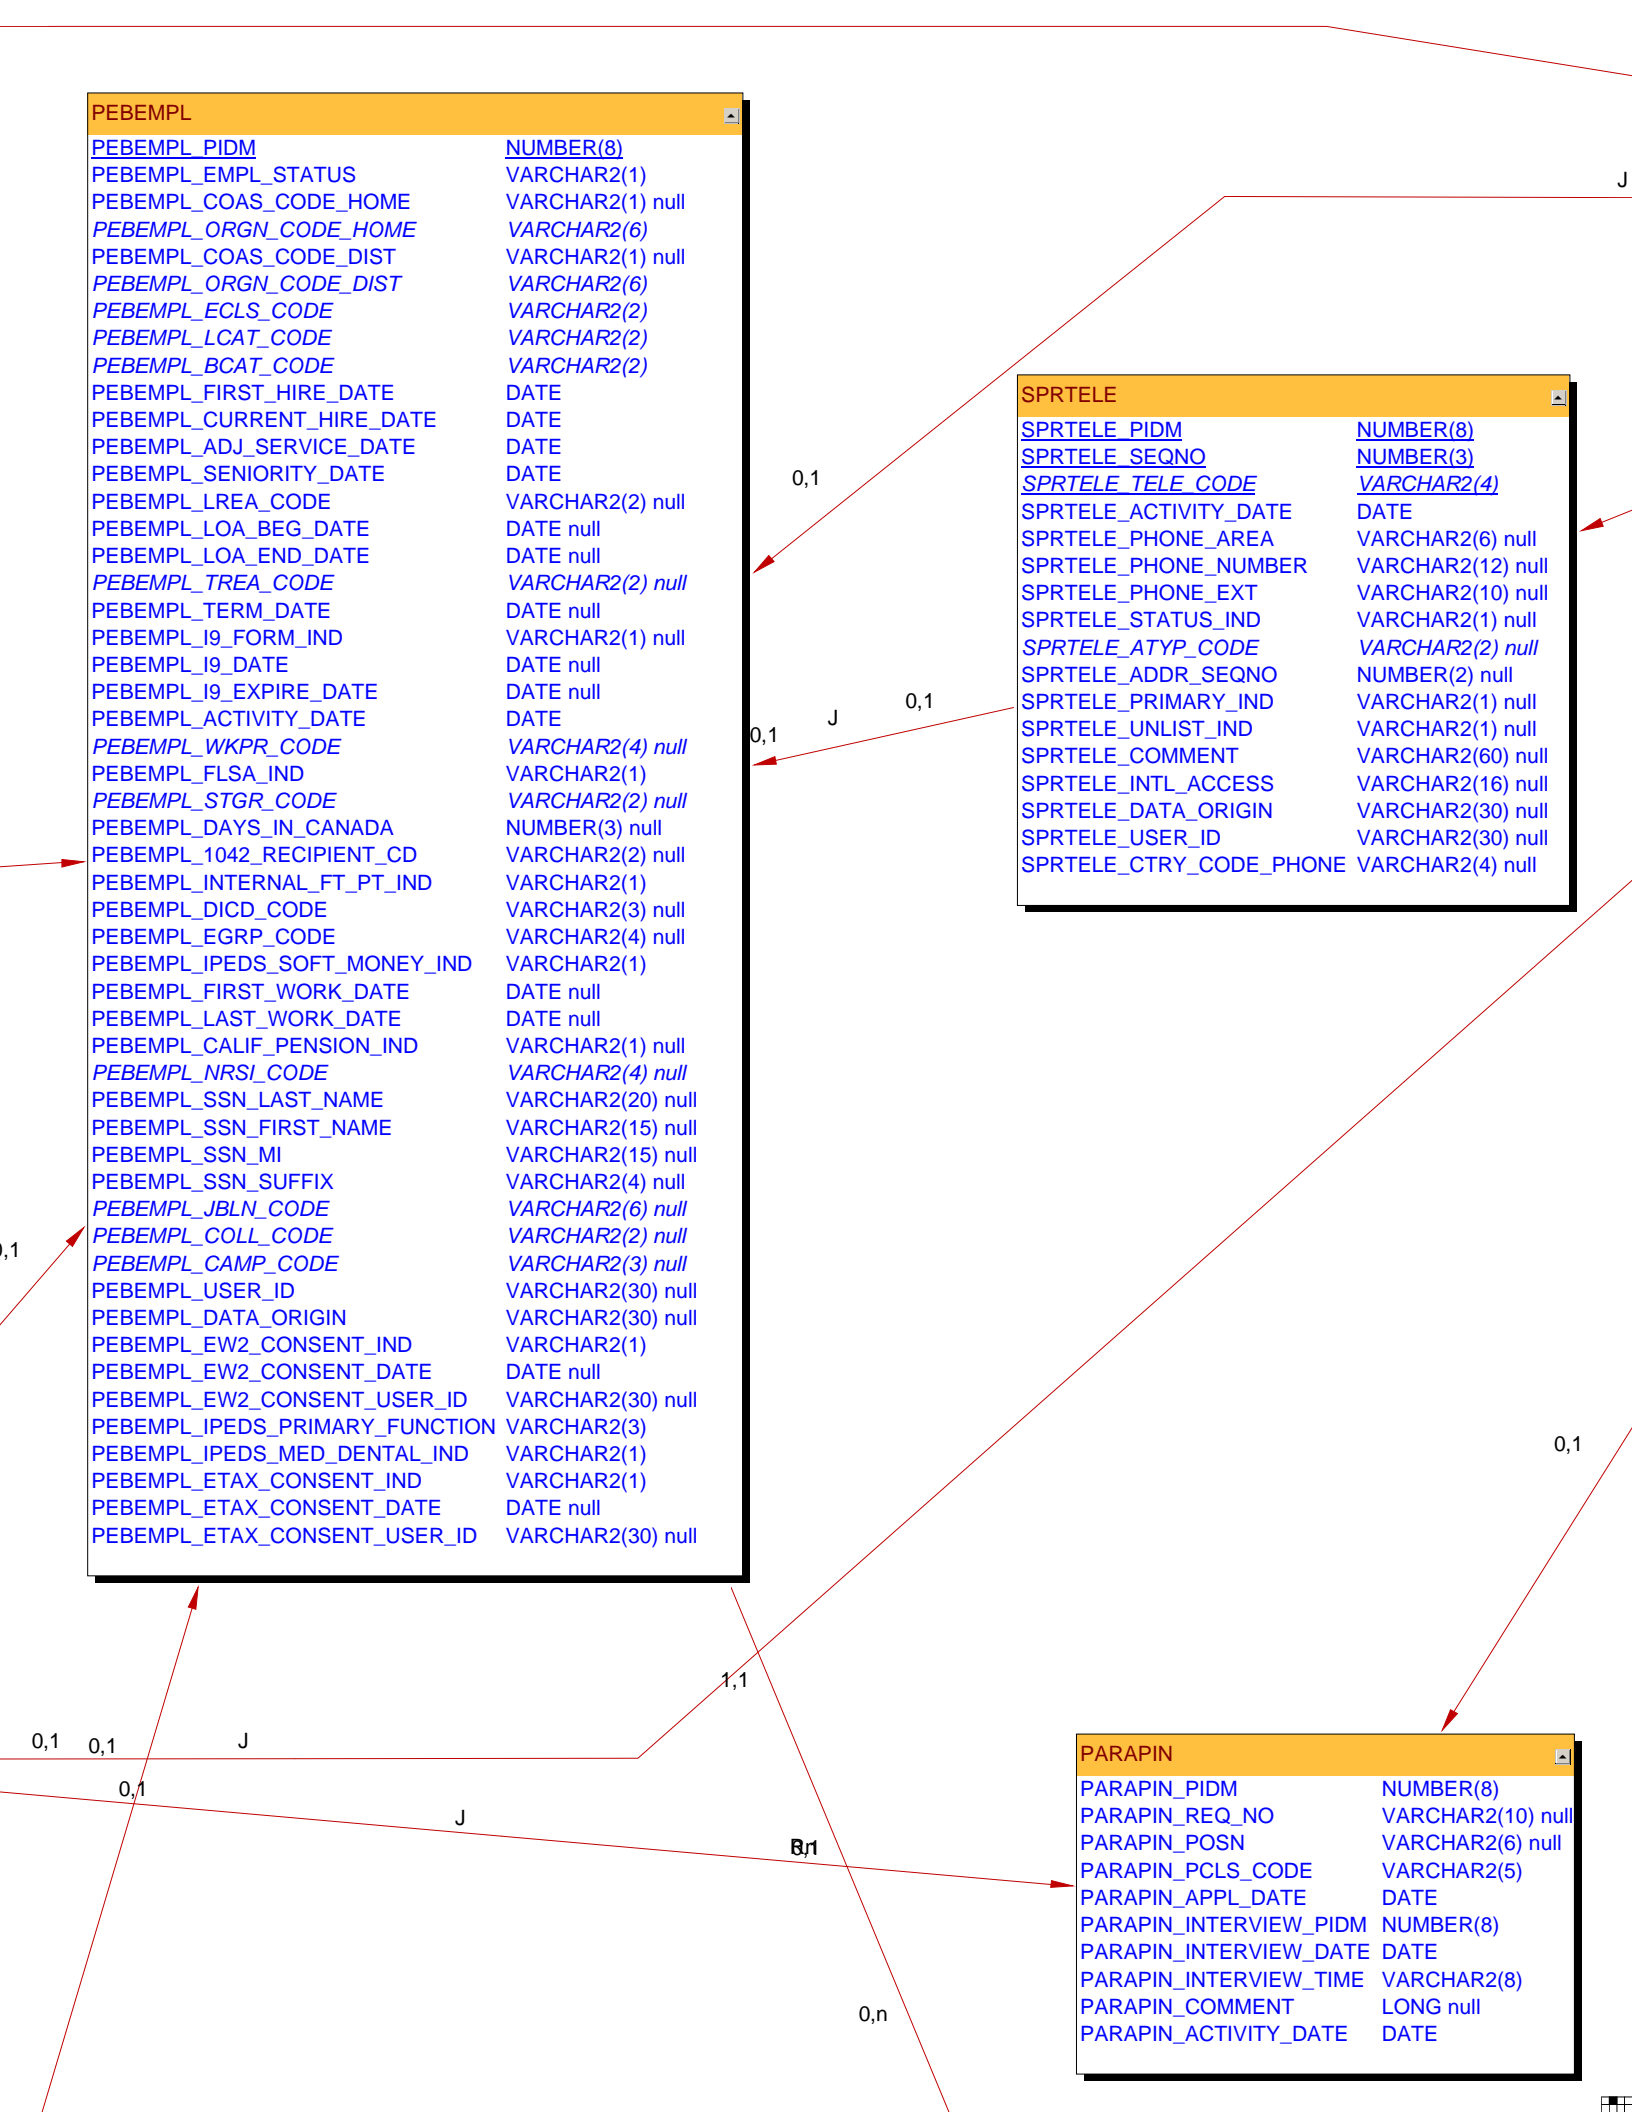 PEBEMPL
PEBEMPL_PIDM NUMBER(8)
PEBEMPL_EMPL_STATUS VARCHAR2(1)
PEBEMPL_COAS_CODE_HOME VARCHAR2(1) null
PEBEMPL_ORGN_CODE_HOME VARCHAR2(6)
PEBEMPL_COAS_CODE_DIST VARCHAR2(1) null
PEBEMPL_ORGN_CODE_DIST VARCHAR2(6)
PEBEMPL_ECLS_CODE VARCHAR2(2)
PEBEMPL_LCAT_CODE VARCHAR2(2)
PEBEMPL_BCAT_CODE VARCHAR2(2)
PEBEMPL_FIRST_HIRE_DATE DATE
PEBEMPL_CURRENT_HIRE_DATE DATE
PEBEMPL_ADJ_SERVICE_DATE DATE
PEBEMPL_SENIORITY_DATE DATE
PEBEMPL_LREA_CODE VARCHAR2(2) null
PEBEMPL_LOA_BEG_DATE DATE null
PEBEMPL_LOA_END_DATE DATE null
PEBEMPL_TREA_CODE VARCHAR2(2) null
PEBEMPL_TERM_DATE DATE null
PEBEMPL_I9_FORM_IND VARCHAR2(1) null
PEBEMPL_I9_DATE DATE null
PEBEMPL_I9_EXPIRE_DATE DATE null
PEBEMPL_ACTIVITY_DATE DATE
PEBEMPL_WKPR_CODE VARCHAR2(4) null
PEBEMPL_FLSA_IND VARCHAR2(1)
PEBEMPL_STGR_CODE VARCHAR2(2) null
PEBEMPL_DAYS_IN_CANADA NUMBER(3) null
PEBEMPL_1042_RECIPIENT_CD VARCHAR2(2) null
PEBEMPL_INTERNAL_FT_PT_IND VARCHAR2(1)
PEBEMPL_DICD_CODE VARCHAR2(3) null
PEBEMPL_EGRP_CODE VARCHAR2(4) null
PEBEMPL_IPEDS_SOFT_MONEY_IND VARCHAR2(1)
PEBEMPL_FIRST_WORK_DATE DATE null
PEBEMPL_LAST_WORK_DATE DATE null
PEBEMPL_CALIF_PENSION_IND VARCHAR2(1) null
PEBEMPL_NRSI_CODE VARCHAR2(4) null
PEBEMPL_SSN_LAST_NAME VARCHAR2(20) null
PEBEMPL_SSN_FIRST_NAME VARCHAR2(15) null
PEBEMPL_SSN_MI VARCHAR2(15) null
PEBEMPL_SSN_SUFFIX VARCHAR2(4) null
PEBEMPL_JBLN_CODE VARCHAR2(6) null
PEBEMPL_COLL_CODE VARCHAR2(2) null
PEBEMPL_CAMP_CODE VARCHAR2(3) null
PEBEMPL_USER_ID VARCHAR2(30) null
PEBEMPL_DATA_ORIGIN VARCHAR2(30) null
PEBEMPL_EW2_CONSENT_IND VARCHAR2(1)
PEBEMPL_EW2_CONSENT_DATE DATE null
PEBEMPL_EW2_CONSENT_USER_ID VARCHAR2(30) null
PEBEMPL_IPEDS_PRIMARY_FUNCTION VARCHAR2(3)
PEBEMPL_IPEDS_MED_DENTAL_IND VARCHAR2(1)
PEBEMPL_ETAX_CONSENT_IND VARCHAR2(1)
PEBEMPL_ETAX_CONSENT_DATE DATE null
PEBEMPL_ETAX_CONSENT_USER_ID VARCHAR2(30) null
J
0,1
SPRTELE
SPRTELE_PIDM NUMBER(8)
SPRTELE_SEQNO NUMBER(3)
SPRTELE_TELE_CODE VARCHAR2(4)
SPRTELE_ACTIVITY_DATE DATE
SPRTELE_PHONE_AREA VARCHAR2(6) null
SPRTELE_PHONE_NUMBER VARCHAR2(12) null
SPRTELE_PHONE_EXT VARCHAR2(10) null
SPRTELE_STATUS_IND VARCHAR2(1) null
SPRTELE_ATYP_CODE VARCHAR2(2) null
SPRTELE_ADDR_SEQNO NUMBER(2) null
SPRTELE_PRIMARY_IND VARCHAR2(1) null
SPRTELE_UNLIST_IND VARCHAR2(1) null
SPRTELE_COMMENT VARCHAR2(60) null
SPRTELE_INTL_ACCESS VARCHAR2(16) null
SPRTELE_DATA_ORIGIN VARCHAR2(30) null
SPRTELE_USER_ID VARCHAR2(30) null
SPRTELE_CTRY_CODE_PHONE VARCHAR2(4) null
0,1 J 0,1
,1
0,1
1,1
0,1 0,1 J
0,1
J
0,n
PARAPIN
PARAPIN_PIDM NUMBER(8)
PARAPIN_REQ_NO VARCHAR2(10) null
PARAPIN_POSN VARCHAR2(6) null
PARAPIN_PCLS_CODE VARCHAR2(5)
PARAPIN_APPL_DATE DATE
PARAPIN_INTERVIEW_PIDM NUMBER(8)
PARAPIN_INTERVIEW_DATE DATE
PARAPIN_INTERVIEW_TIME VARCHAR2(8)
PARAPIN_COMMENT LONG null
PARAPIN_ACTIVITY_DATE DATE